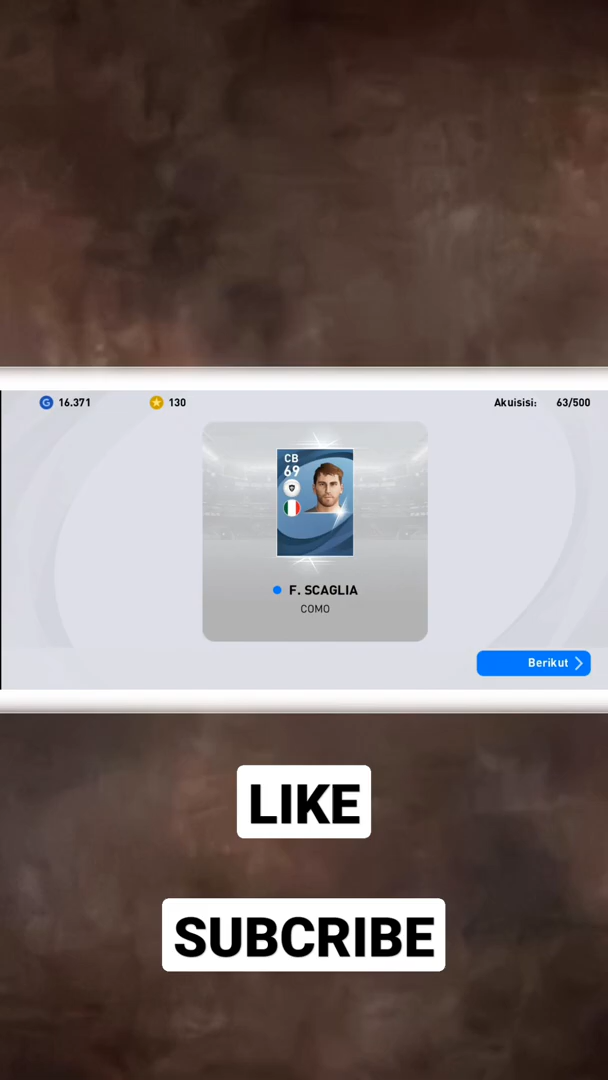 16.371
130
Akuisisi: 63/500
CB
69
F. SCAGLIA
COMO
Berikut
LIKE
SUBCRIBE